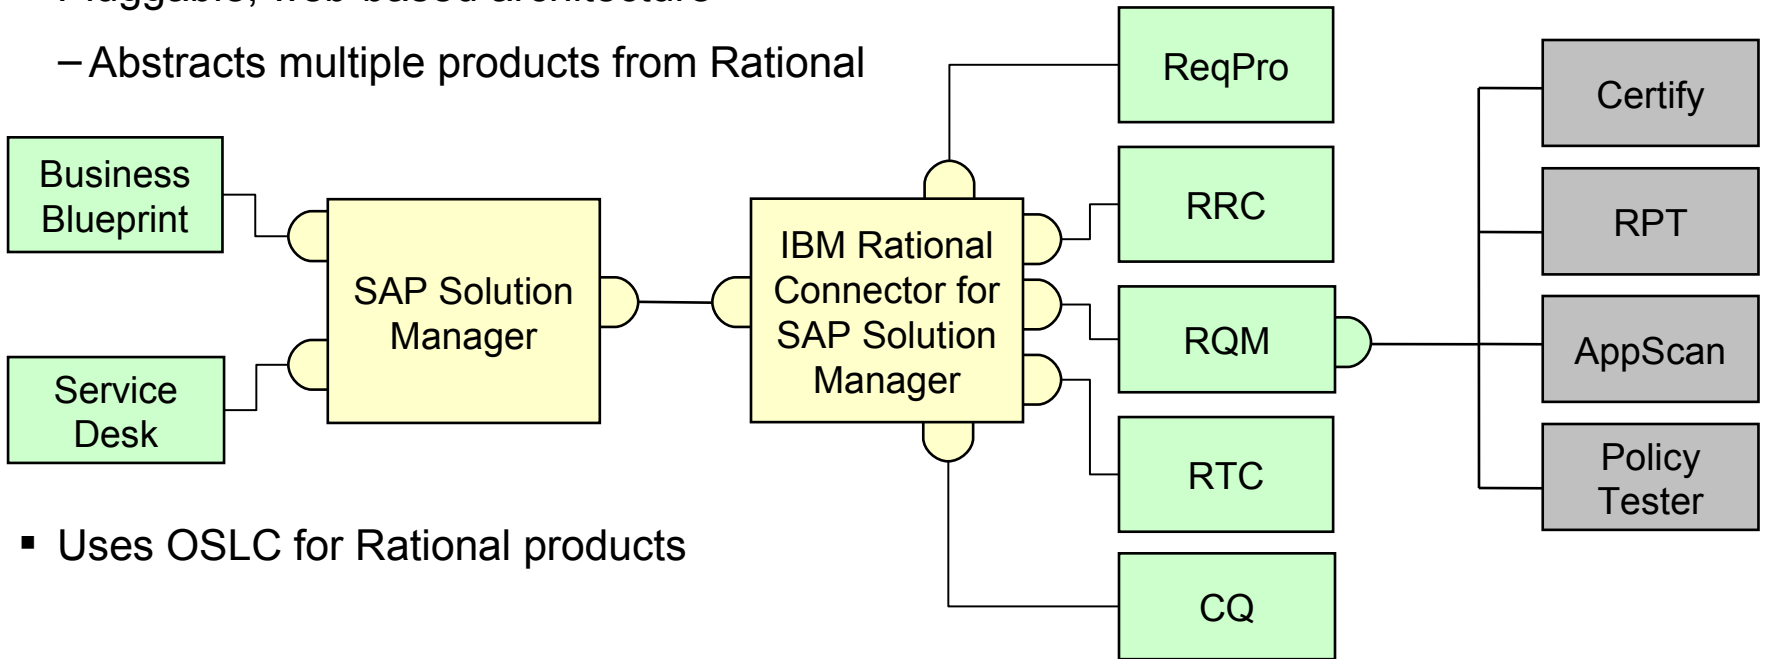 – Abstracts multiple products from Rational
Business
Blueprint
Service
Desk
SAP Solution
Manager
IBM Rational
Connector for
SAP Solution
Manager
ReqPro
RRC
RQM
RTC
CQ
Certify
RPT
AppScan
Policy
Tester
▪ Uses OSLC for Rational products